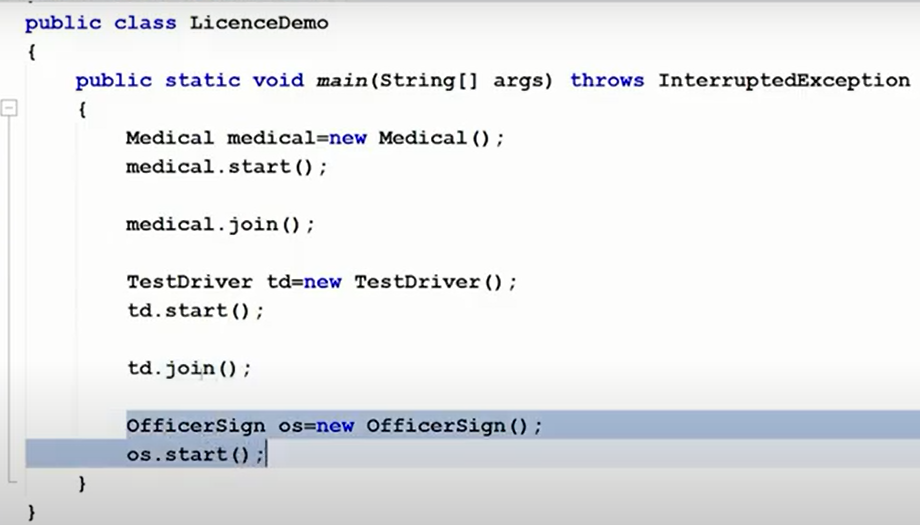 public class LicenceDemo
{
public static void main(String[] args) throws InterruptedException
{
Medical medical=new Medical();
medical.start();
medical.join();
TestDriver td=new TestDriver();
td.start();
td.join();
OfficerSign os=new OfficerSign();
os.start();
}
}